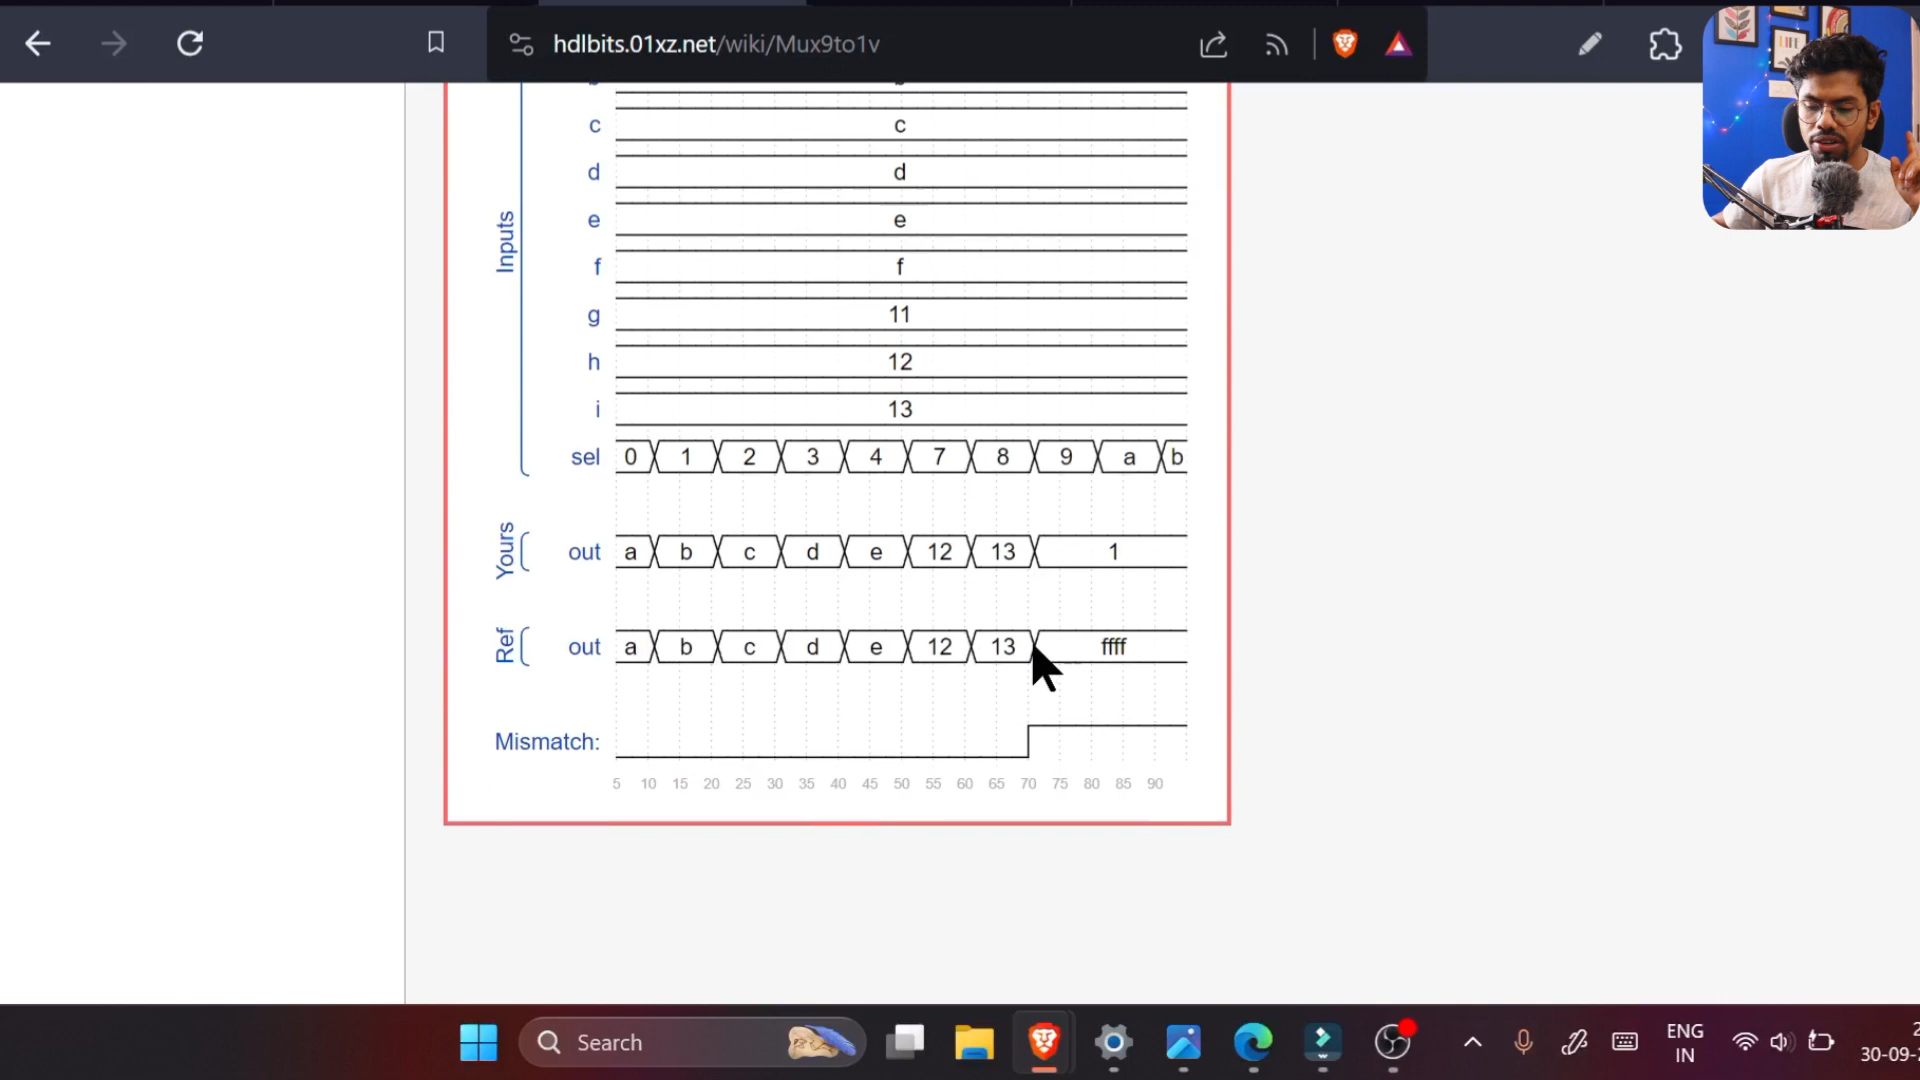 hdlbits.01xz.net/wiki/Mux9to1v
c c
d d
Inputs
e e
f f
g 11
h 12
i 13
sel 0 1 2 3 4 7 8 9 a b
Yours
out a b c d e 12 13 1
Ref
out a b c d e 12 13 ffff
Mismatch:
5 10 15 20 25 30 35 40 45 50 55 60 65 70 75 80 85 90
Search
ENG
IN
30-09-